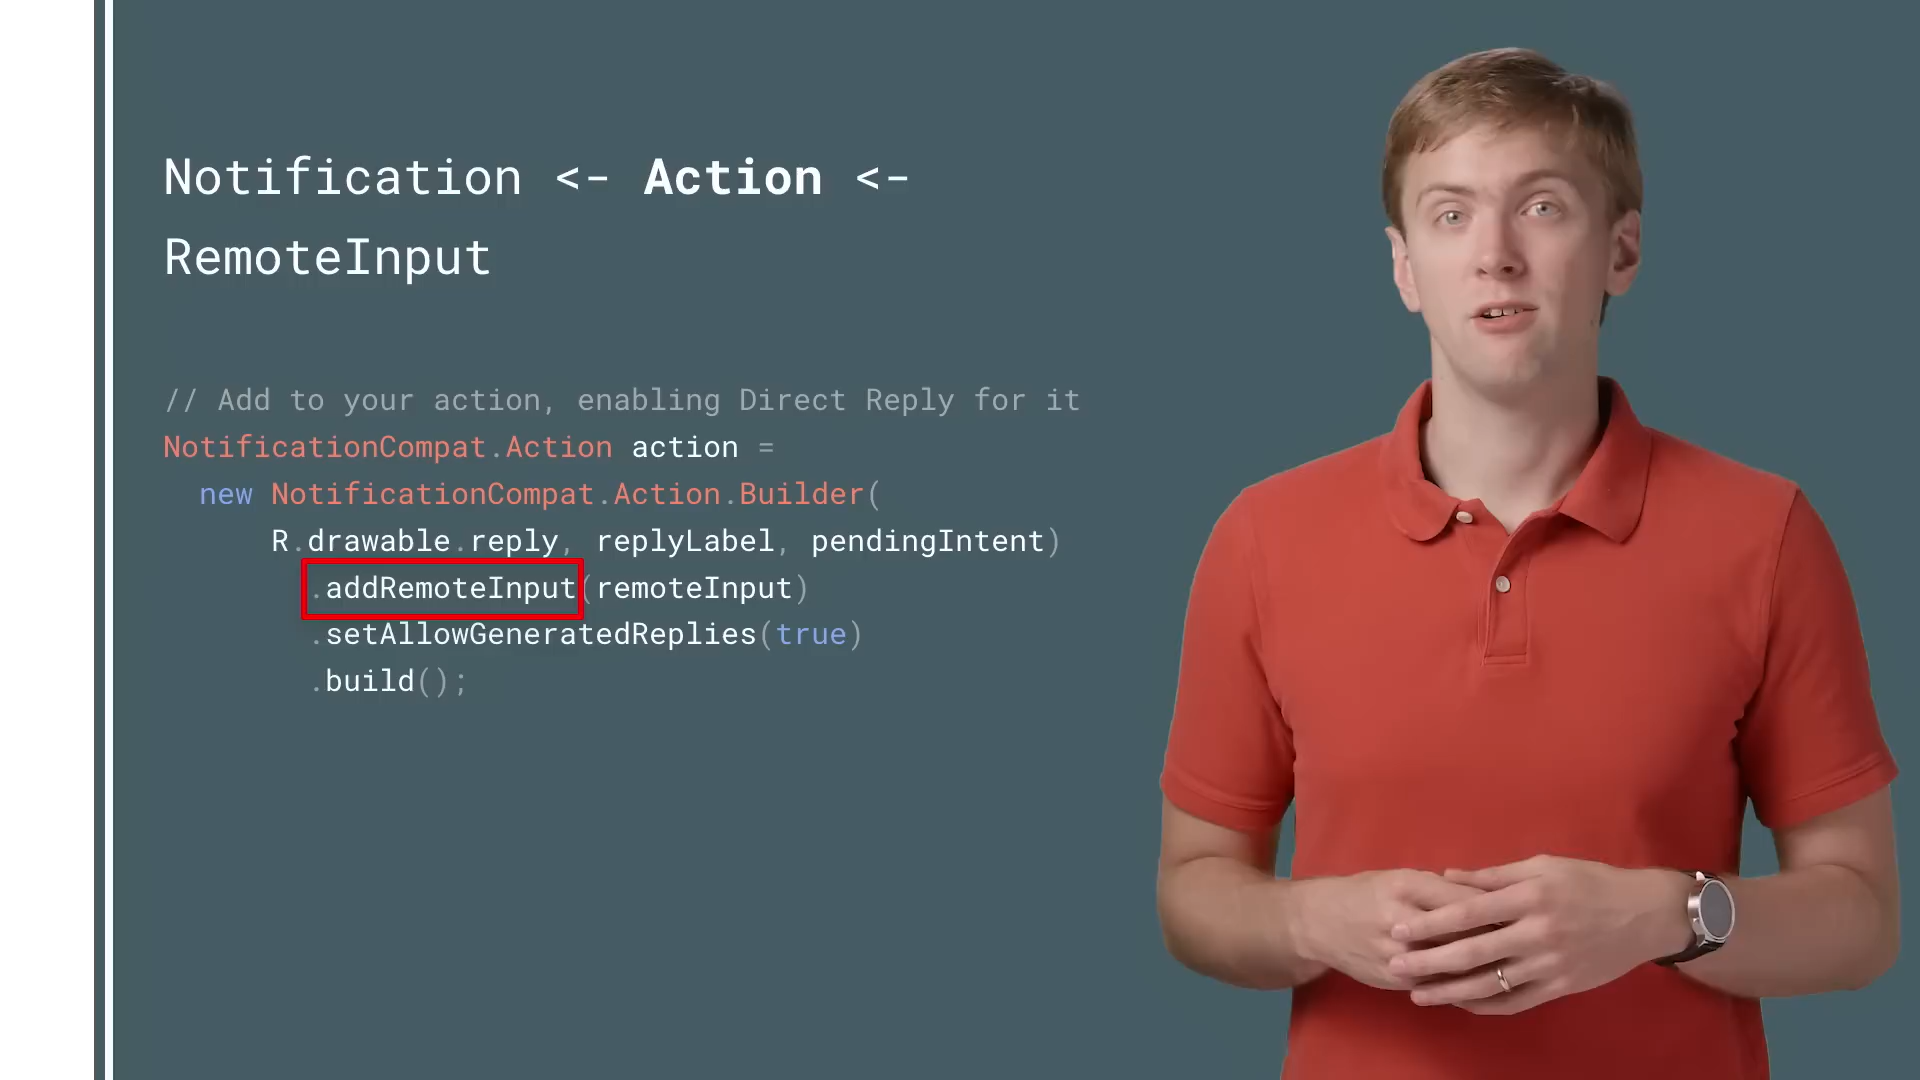 Notification <- Action <-
RemoteInput
// Add to your action, enabling Direct Reply for it
NotificationCompat.Action action =
new NotificationCompat.Action.Builder(
R.drawable.reply, replyLabel, pendingIntent)
.addRemoteInput(remoteInput)
.setAllowGeneratedReplies(true)
.build();